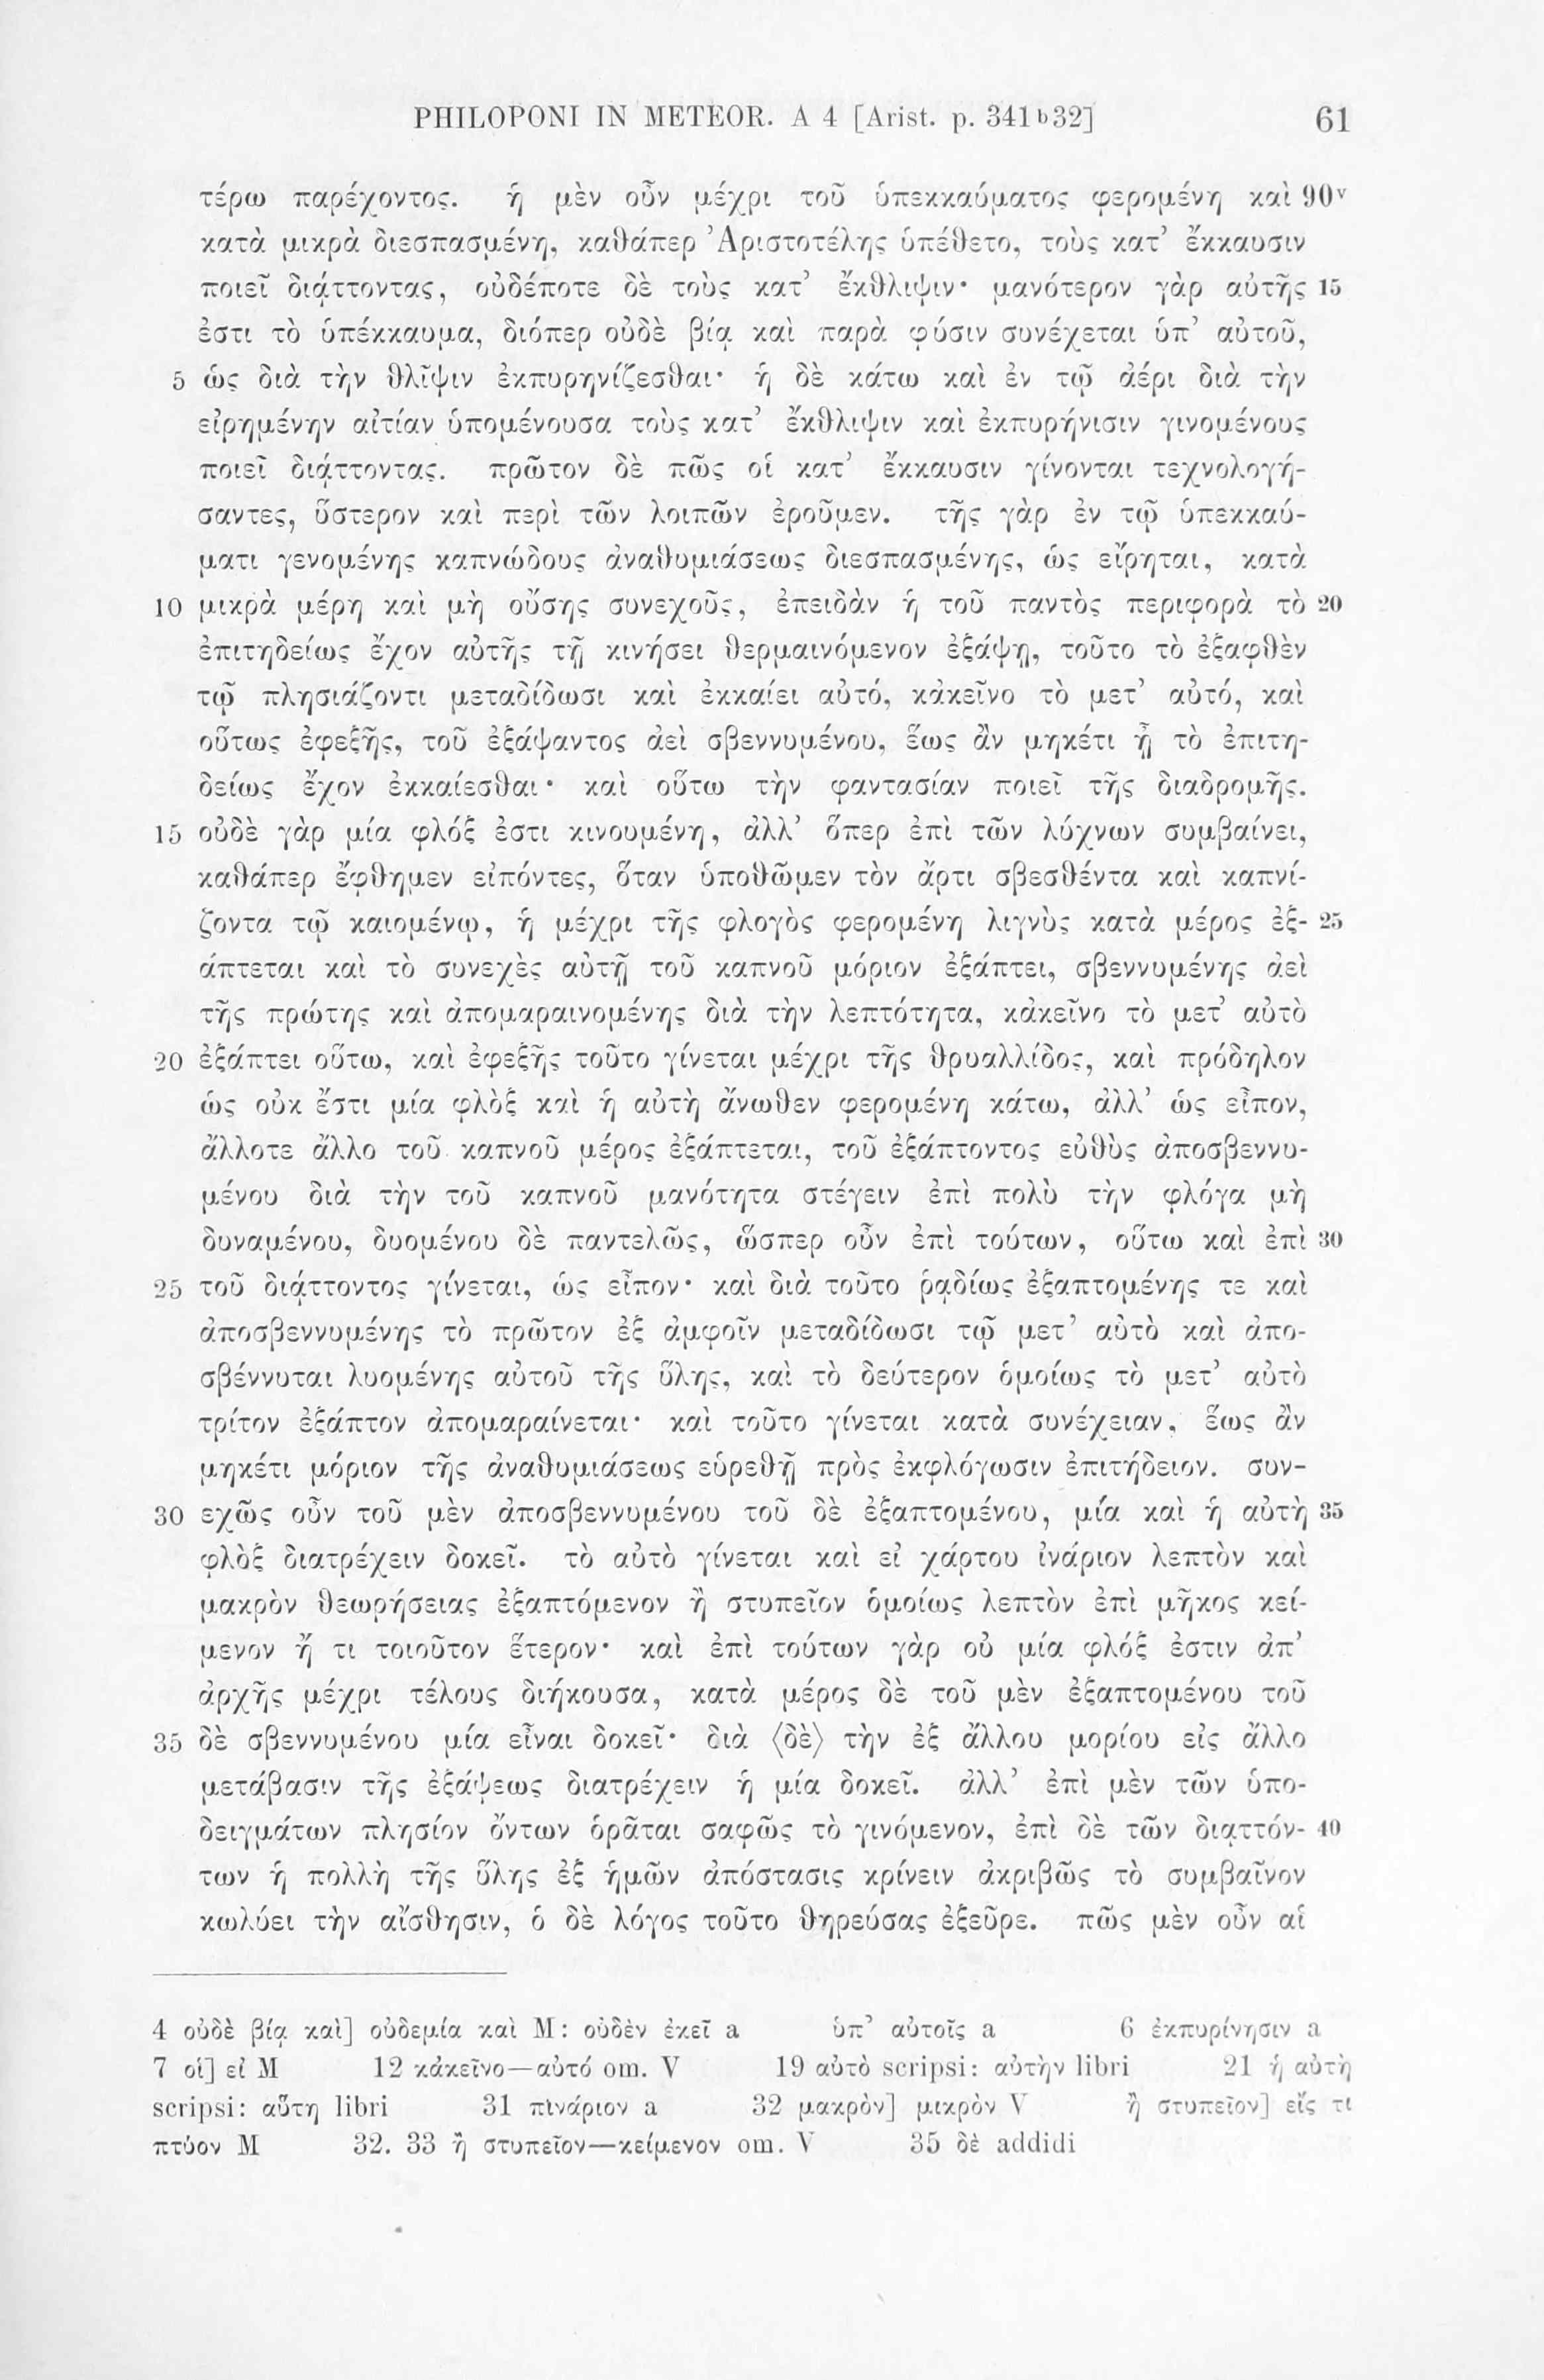 PHILOPONI IN METEOR. A 4 [Arist. p. 341ᵇ32] 61
τέρω παρέχοντος. ἡ μὲν οὖν μέχρι τοῦ ὑπεκκαύματος φερομένη καὶ 90ᵛ
κατὰ μικρὰ διεσπασμένη, καθάπερ Ἀριστοτέλης ὑπέθετο, τοὺς κατ’ ἔκκαυσιν
ποιεῖ διᾴττοντας, οὐδέποτε δὲ τοὺς κατ’ ἔκθλιψιν· μανότερον γὰρ αὐτῆς 15
ἐστι τὸ ὑπέκκαυμα, διόπερ οὐδὲ βίᾳ καὶ παρὰ φύσιν συνέχεται ὑπ’ αὐτοῦ,
5 ὡς διὰ τὴν θλῖψιν ἐκπυρηνίζεσθαι· ἡ δὲ κάτω καὶ ἐν τῷ ἀέρι διὰ τὴν
εἰρημένην αἰτίαν ὑπομένουσα τοὺς κατ’ ἔκθλιψιν καὶ ἐκπυρήνισιν γινομένους
ποιεῖ διᾴττοντας. πρῶτον δὲ πῶς οἱ κατ’ ἔκκαυσιν γίνονται τεχνολογή-
σαντες, ὕστερον καὶ περὶ τῶν λοιπῶν ἐροῦμεν. τῆς γὰρ ἐν τῷ ὑπεκκαύ-
ματι γενομένης καπνώδους ἀναθυμιάσεως διεσπασμένης, ὡς εἴρηται, κατὰ
10 μικρὰ μέρη καὶ μὴ οὔσης συνεχοῦς, ἐπειδὰν ἡ τοῦ παντὸς περιφορὰ τὸ 20
ἐπιτηδείως ἔχον αὐτῆς τῇ κινήσει θερμαινόμενον ἐξάψῃ, τοῦτο τὸ ἐξαφθὲν
τῷ πλησιάζοντι μεταδίδωσι καὶ ἐκκαίει αὐτό, κἀκεῖνο τὸ μετ’ αὐτό, καὶ
οὕτως ἐφεξῆς, τοῦ ἐξάψαντος ἀεὶ σβεννυμένου, ἕως ἂν μηκέτι ᾖ τὸ ἐπιτη-
δείως ἔχον ἐκκαίεσθαι· καὶ οὕτω τὴν φαντασίαν ποιεῖ τῆς διαδρομῆς.
15 οὐδὲ γὰρ μία φλόξ ἐστι κινουμένη, ἀλλ’ ὅπερ ἐπὶ τῶν λύχνων συμβαίνει,
καθάπερ ἔφθημεν εἰπόντες, ὅταν ὑποθῶμεν τὸν ἄρτι σβεσθέντα καὶ καπνί-
ζοντα τῷ καιομένῳ, ἡ μέχρι τῆς φλογὸς φερομένη λιγνὺς κατὰ μέρος ἐξ- 25
άπτεται καὶ τὸ συνεχὲς αὐτῇ τοῦ καπνοῦ μόριον ἐξάπτει, σβεννυμένης ἀεὶ
τῆς πρώτης καὶ ἀπομαραινομένης διὰ τὴν λεπτότητα, κἀκεῖνο τὸ μετ’ αὐτὸ
20 ἐξάπτει οὕτω, καὶ ἐφεξῆς τοῦτο γίνεται μέχρι τῆς θρυαλλίδος, καὶ πρόδηλον
ὡς οὐκ ἔστι μία φλὸξ καὶ ἡ αὐτὴ ἄνωθεν φερομένη κάτω, ἀλλ’ ὡς εἶπον,
ἄλλοτε ἄλλο τοῦ καπνοῦ μέρος ἐξάπτεται, τοῦ ἐξάπτοντος εὐθὺς ἀποσβεννυ-
μένου διὰ τὴν τοῦ καπνοῦ μανότητα στέγειν ἐπὶ πολὺ τὴν φλόγα μὴ
δυναμένου, δυομένου δὲ παντελῶς, ὥσπερ οὖν ἐπὶ τούτων, οὕτω καὶ ἐπὶ 30
25 τοῦ διᾴττοντος γίνεται, ὡς εἶπον· καὶ διὰ τοῦτο ῥᾳδίως ἐξαπτομένης τε καὶ
ἀποσβεννυμένης τὸ πρῶτον ἐξ ἀμφοῖν μεταδίδωσι τῷ μετ’ αὐτὸ καὶ ἀπο-
σβέννυται λυομένης αὐτοῦ τῆς ὕλης, καὶ τὸ δεύτερον ὁμοίως τὸ μετ’ αὐτὸ
τρίτον ἐξάπτον ἀπομαραίνεται· καὶ τοῦτο γίνεται κατὰ συνέχειαν, ἕως ἂν
μηκέτι μόριον τῆς ἀναθυμιάσεως εὑρεθῇ πρὸς ἐκφλόγωσιν ἐπιτήδειον. συν-
30 εχῶς οὖν τοῦ μὲν ἀποσβεννυμένου τοῦ δὲ ἐξαπτομένου, μία καὶ ἡ αὐτὴ 35
φλὸξ διατρέχειν δοκεῖ. τὸ αὐτὸ γίνεται καὶ εἰ χάρτου ἰνάριον λεπτὸν καὶ
μακρὸν θεωρήσειας ἐξαπτόμενον ἢ στυπεῖον ὁμοίως λεπτὸν ἐπὶ μῆκος κεί-
μενον ἤ τι τοιοῦτον ἕτερον· καὶ ἐπὶ τούτων γὰρ οὐ μία φλόξ ἐστιν ἀπ’
ἀρχῆς μέχρι τέλους διήκουσα, κατὰ μέρος δὲ τοῦ μὲν ἐξαπτομένου τοῦ
35 δὲ σβεννυμένου μία εἶναι δοκεῖ· διὰ ⟨δὲ⟩ τὴν ἐξ ἄλλου μορίου εἰς ἄλλο
μετάβασιν τῆς ἐξάψεως διατρέχειν ἡ μία δοκεῖ. ἀλλ’ ἐπὶ μὲν τῶν ὑπο-
δειγμάτων πλησίον ὄντων ὁρᾶται σαφῶς τὸ γινόμενον, ἐπὶ δὲ τῶν διᾳττόν- 40
των ἡ πολλὴ τῆς ὕλης ἐξ ἡμῶν ἀπόστασις κρίνειν ἀκριβῶς τὸ συμβαῖνον
κωλύει τὴν αἴσθησιν, ὁ δὲ λόγος τοῦτο θηρεύσας ἐξεῦρε. πῶς μὲν οὖν αἱ
4 οὐδὲ βίᾳ καὶ] οὐδεμία καὶ M: οὐδὲν ἐκεῖ a ὑπ’ αὐτοῖς a 6 ἐκπυρίνησιν a
7 οἱ] εἰ M 12 κἀκεῖνο—αὐτό om. V 19 αὐτὸ scripsi: αὐτὴν libri 21 ἡ αὐτὴ
scripsi: αὕτη libri 31 πινάριον a 32 μακρὸν] μικρὸν V ἢ στυπεῖον] εἴς τι
πτύον M 32. 33 ἢ στυπεῖον—κείμενον om. V 35 δὲ addidi